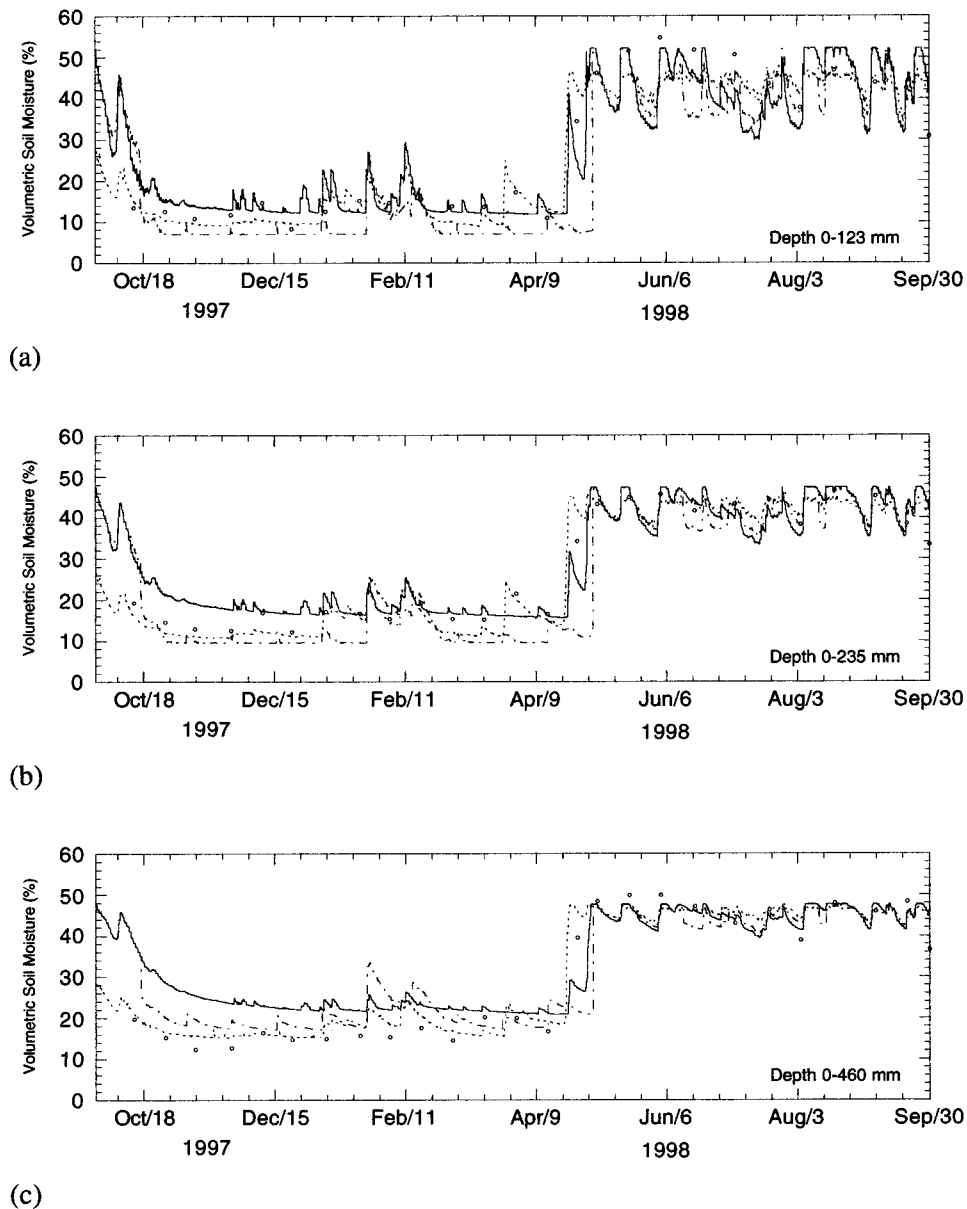 60
50
40
30
20
10
0
Volumetric Soil Moisture (%)
Depth 0-123 mm
Oct/18 Dec/15 Feb/11 Apr/9 Jun/6 Aug/3 Sep/30
1997 1998
(a)
60
50
40
30
20
10
0
Volumetric Soil Moisture (%)
Depth 0-235 mm
Oct/18 Dec/15 Feb/11 Apr/9 Jun/6 Aug/3 Sep/30
1997 1998
(b)
60
50
40
30
20
10
0
Volumetric Soil Moisture (%)
Depth 0-460 mm
Oct/18 Dec/15 Feb/11 Apr/9 Jun/6 Aug/3 Sep/30
1997 1998
(c)